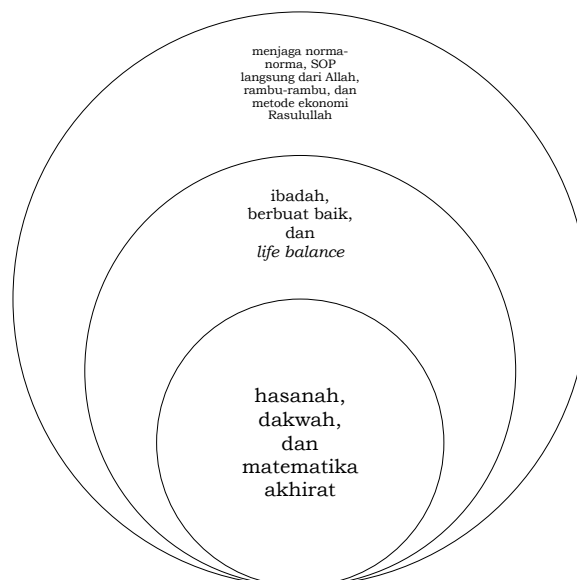 menjaga norma-
norma, SOP
langsung dari Allah,
rambu-rambu, dan
metode ekonomi
Rasulullah
ibadah,
berbuat baik,
dan
life balance
hasanah,
dakwah,
dan
matematika
akhirat